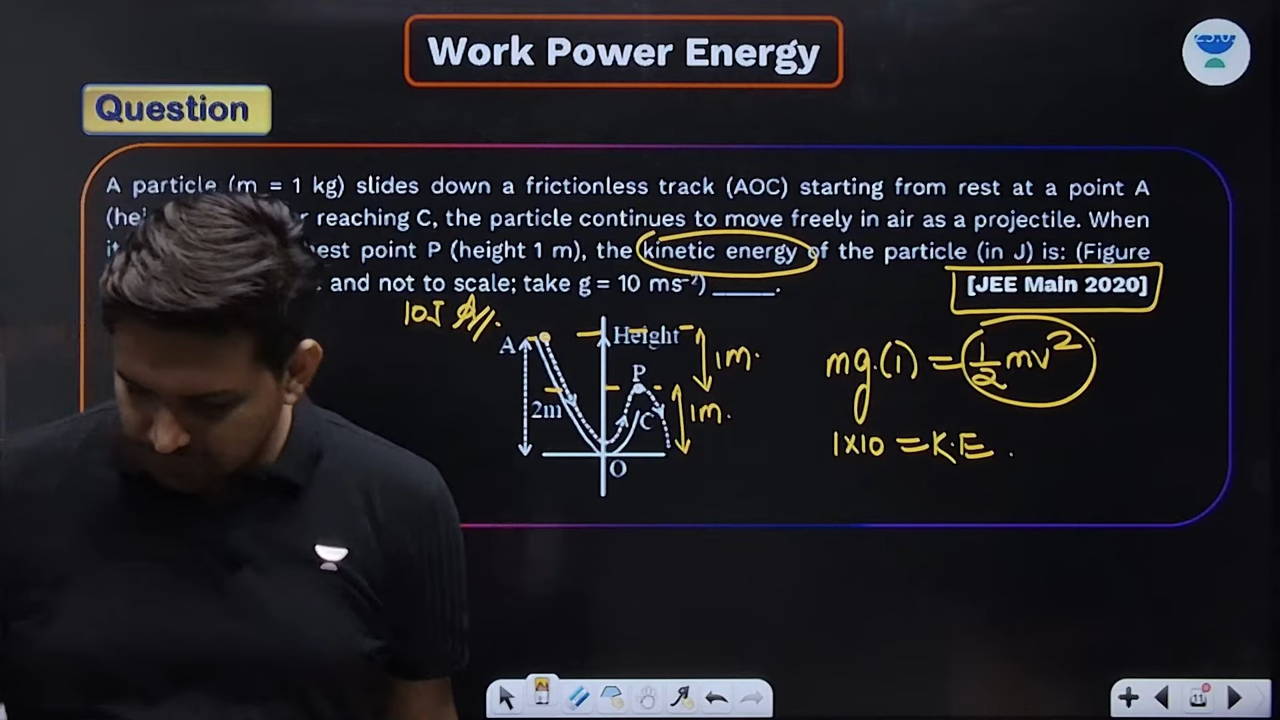 Work Power Energy
Question
A particle (m = 1 kg) slides down a frictionless track (AOC) starting from rest at a point A
reaching C, the particle continues to move freely in air as a projectile. When
point P (height 1 m), the kinetic energy of the particle (in J) is: (Figure
and not to scale; take g = 10 ms⁻²) _____.
[JEE Main 2020]
10J
A
Height
1m.
P
2m
C
1m.
O
mg.(1) = ½mv²
1×10 = K.E.
11